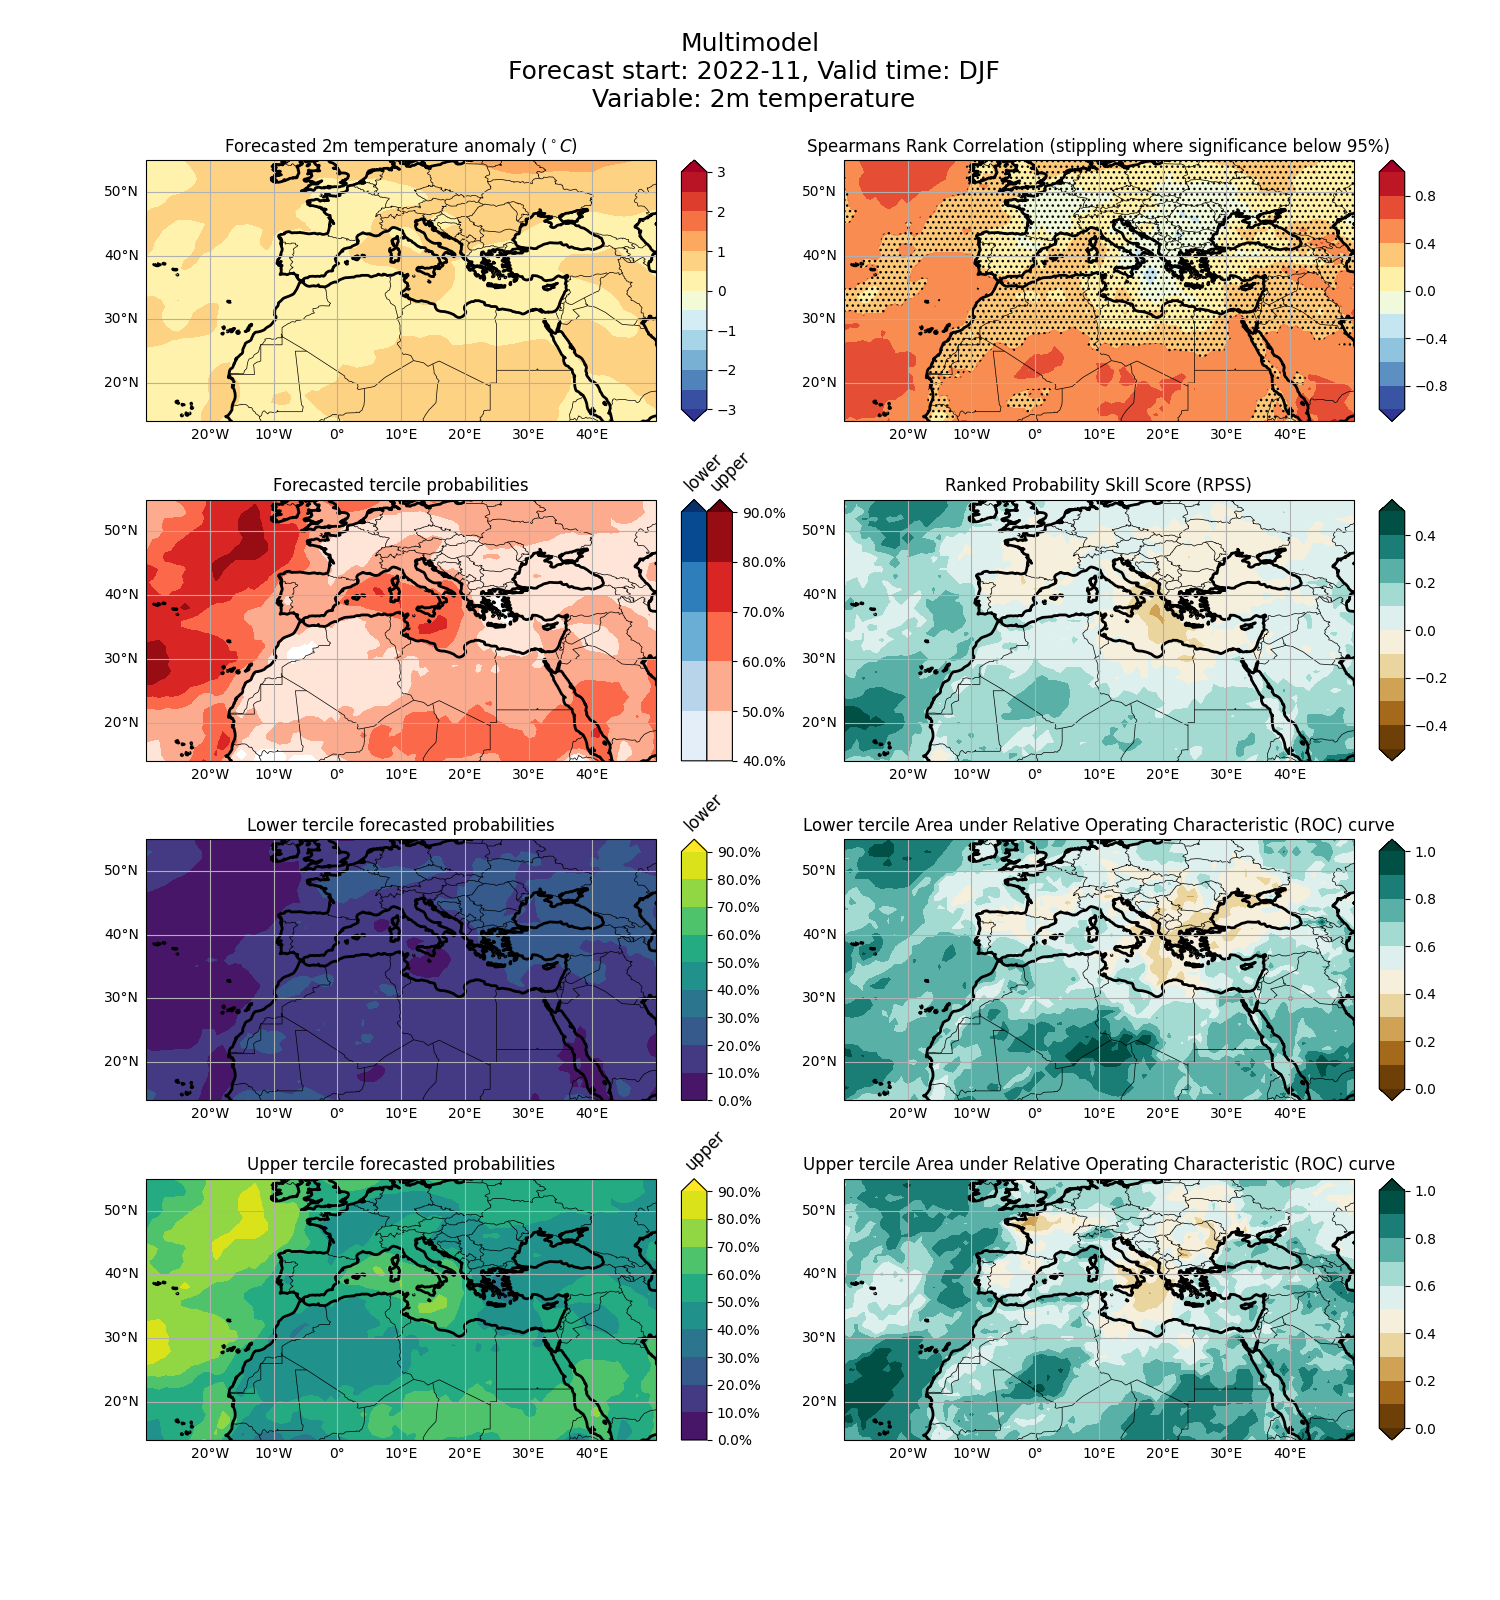 Multimodel
Forecast start: 2022-11, Valid time: DJF
Variable: 2m temperature
Forecasted 2m temperature anomaly (°C)
50°N
40°N
30°N
20°N
20°W 10°W 0° 10°E 20°E 30°E 40°E
3
2
1
0
−1
−2
−3
Spearmans Rank Correlation (stippling where significance below 95%)
50°N
40°N
30°N
20°N
20°W 10°W 0° 10°E 20°E 30°E 40°E
0.8
0.4
0.0
−0.4
−0.8
Forecasted tercile probabilities
50°N
40°N
30°N
20°N
20°W 10°W 0° 10°E 20°E 30°E 40°E
lower
upper
90.0%
80.0%
70.0%
60.0%
50.0%
40.0%
Ranked Probability Skill Score (RPSS)
50°N
40°N
30°N
20°N
20°W 10°W 0° 10°E 20°E 30°E 40°E
0.4
0.2
0.0
−0.2
−0.4
Lower tercile forecasted probabilities
50°N
40°N
30°N
20°N
20°W 10°W 0° 10°E 20°E 30°E 40°E
lower
90.0%
80.0%
70.0%
60.0%
50.0%
40.0%
30.0%
20.0%
10.0%
0.0%
Lower tercile Area under Relative Operating Characteristic (ROC) curve
50°N
40°N
30°N
20°N
20°W 10°W 0° 10°E 20°E 30°E 40°E
1.0
0.8
0.6
0.4
0.2
0.0
Upper tercile forecasted probabilities
50°N
40°N
30°N
20°N
20°W 10°W 0° 10°E 20°E 30°E 40°E
upper
90.0%
80.0%
70.0%
60.0%
50.0%
40.0%
30.0%
20.0%
10.0%
0.0%
Upper tercile Area under Relative Operating Characteristic (ROC) curve
50°N
40°N
30°N
20°N
20°W 10°W 0° 10°E 20°E 30°E 40°E
1.0
0.8
0.6
0.4
0.2
0.0